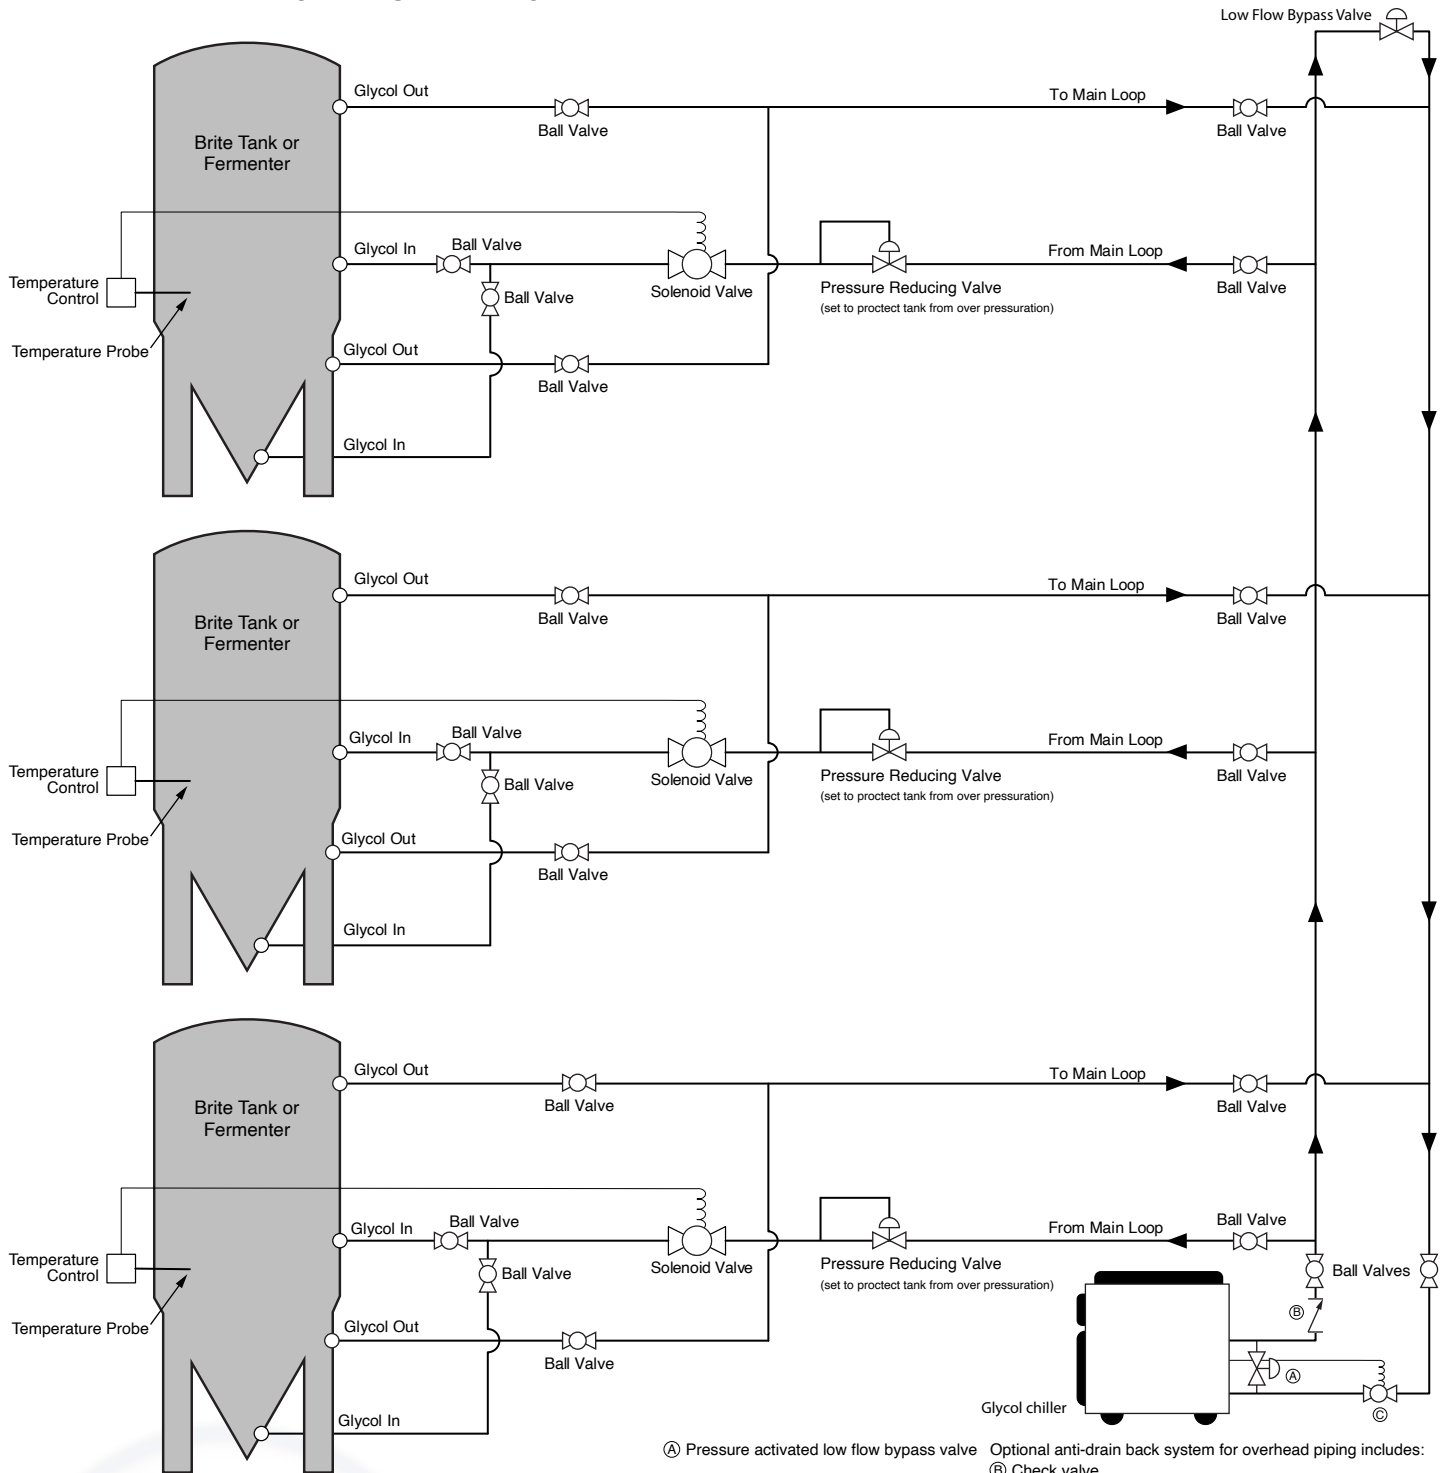 Low Flow Bypass Valve
Glycol Out
Ball Valve
To Main Loop
Ball Valve
Brite Tank or
Fermenter
Glycol In
Ball Valve
Solenoid Valve
Ball Valve
Pressure Reducing Valve
(set to proctect tank from over pressuration)
From Main Loop
Ball Valve
Temperature
Control
Temperature Probe
Glycol Out
Ball Valve
Glycol In
Glycol Out
Ball Valve
To Main Loop
Ball Valve
Brite Tank or
Fermenter
Glycol In
Ball Valve
Solenoid Valve
Ball Valve
Pressure Reducing Valve
(set to proctect tank from over pressuration)
From Main Loop
Ball Valve
Temperature
Control
Temperature Probe
Glycol Out
Ball Valve
Glycol In
Glycol Out
Ball Valve
To Main Loop
Ball Valve
Brite Tank or
Fermenter
Glycol In
Ball Valve
Solenoid Valve
Ball Valve
Pressure Reducing Valve
(set to proctect tank from over pressuration)
From Main Loop
Ball Valve
Temperature
Control
Temperature Probe
Glycol Out
Ball Valve
Glycol In
Ball Valves
B
A
C
Glycol chiller
Ⓐ Pressure activated low flow bypass valve
Optional anti-drain back system for overhead piping includes:
Ⓑ Check valve